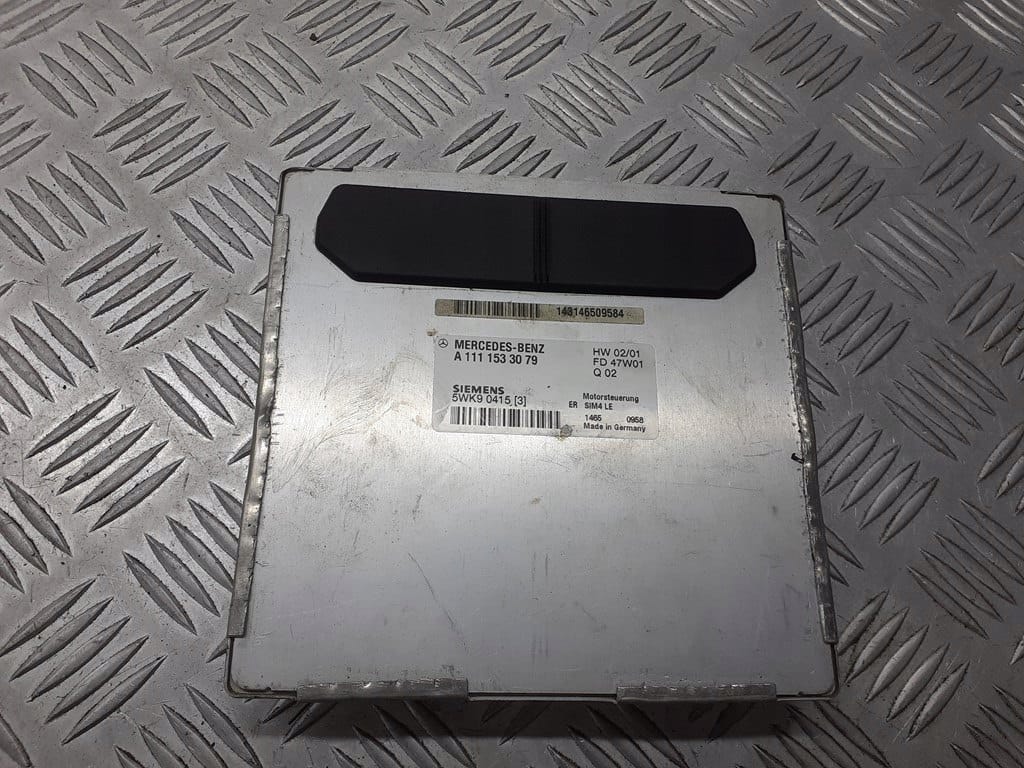 143146509584
MERCEDES-BENZ
A 111 153 30 79
HW 02/01
FD 47W01
Q 02
SIEMENS
5WK9 0415 [3]
Motorsteuerung
ER SIM4 LE
1465 0958
Made in Germany